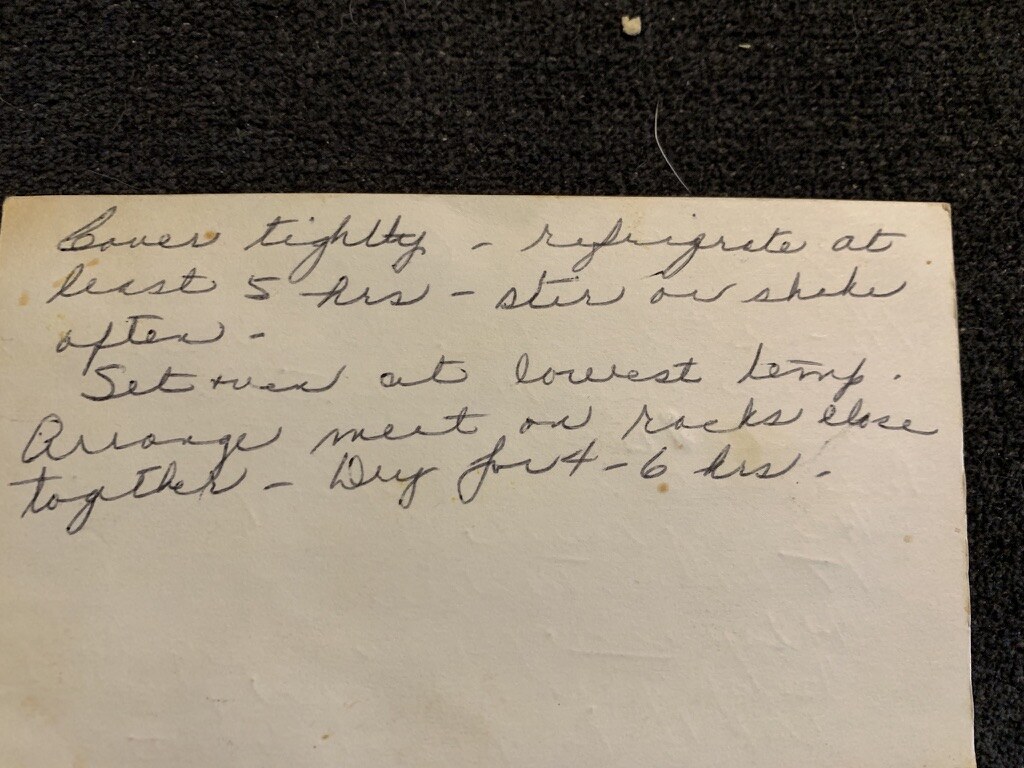 Cover tightly - refrigrate at
least 5 hrs - stir or shake
often -
Set oven at lowest temp.
Arrange meat on racks close
together - Dry for 4-6 hrs -